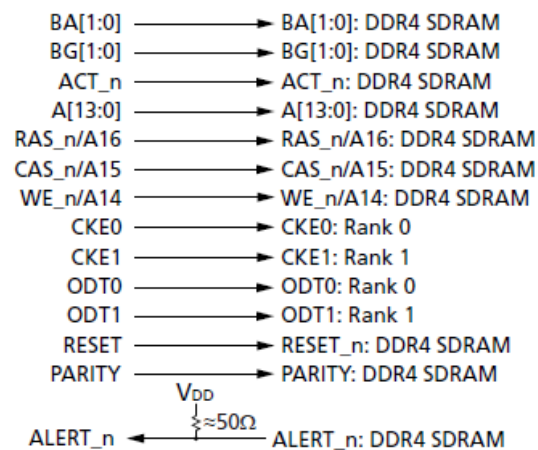 BA[1:0] BA[1:0]: DDR4 SDRAM
BG[1:0] BG[1:0]: DDR4 SDRAM
ACT_n ACT_n: DDR4 SDRAM
A[13:0] A[13:0]: DDR4 SDRAM
RAS_n/A16 RAS_n/A16: DDR4 SDRAM
CAS_n/A15 CAS_n/A15: DDR4 SDRAM
WE_n/A14 WE_n/A14: DDR4 SDRAM
CKE0 CKE0: Rank 0
CKE1 CKE1: Rank 1
ODT0 ODT0: Rank 0
ODT1 ODT1: Rank 1
RESET RESET_n: DDR4 SDRAM
PARITY PARITY: DDR4 SDRAM
VDD
≈50Ω
ALERT_n ALERT_n: DDR4 SDRAM